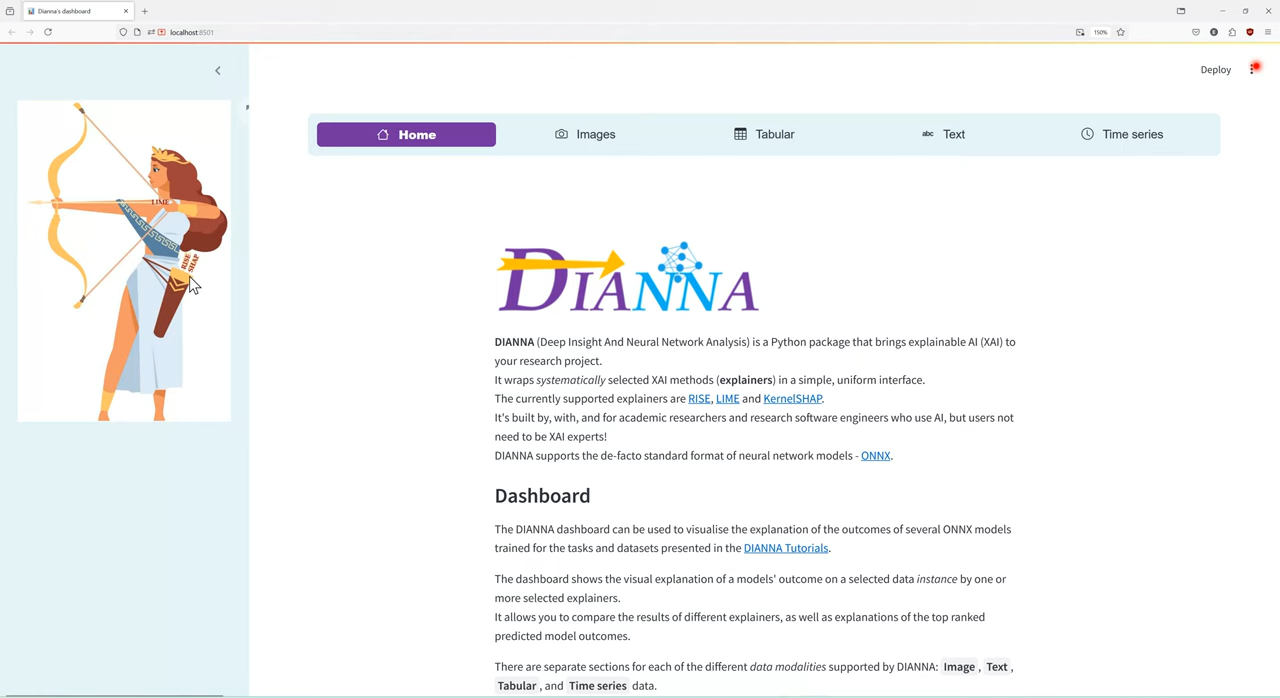 Dianna's dashboard
localhost:8501
150%
Deploy
Home
Images
Tabular
abc Text
Time series
LIME
RISE
SHAP
DIANNA
DIANNA (Deep Insight And Neural Network Analysis) is a Python package that brings explainable AI (XAI) to
your research project.
It wraps systematically selected XAI methods (explainers) in a simple, uniform interface.
The currently supported explainers are RISE, LIME and KernelSHAP.
It's built by, with, and for academic researchers and research software engineers who use AI, but users not
need to be XAI experts!
DIANNA supports the de-facto standard format of neural network models - ONNX.
Dashboard
The DIANNA dashboard can be used to visualise the explanation of the outcomes of several ONNX models
trained for the tasks and datasets presented in the DIANNA Tutorials.
The dashboard shows the visual explanation of a models' outcome on a selected data instance by one or
more selected explainers.
It allows you to compare the results of different explainers, as well as explanations of the top ranked
predicted model outcomes.
There are separate sections for each of the different data modalities supported by DIANNA: Image, Text,
Tabular, and Time series data.